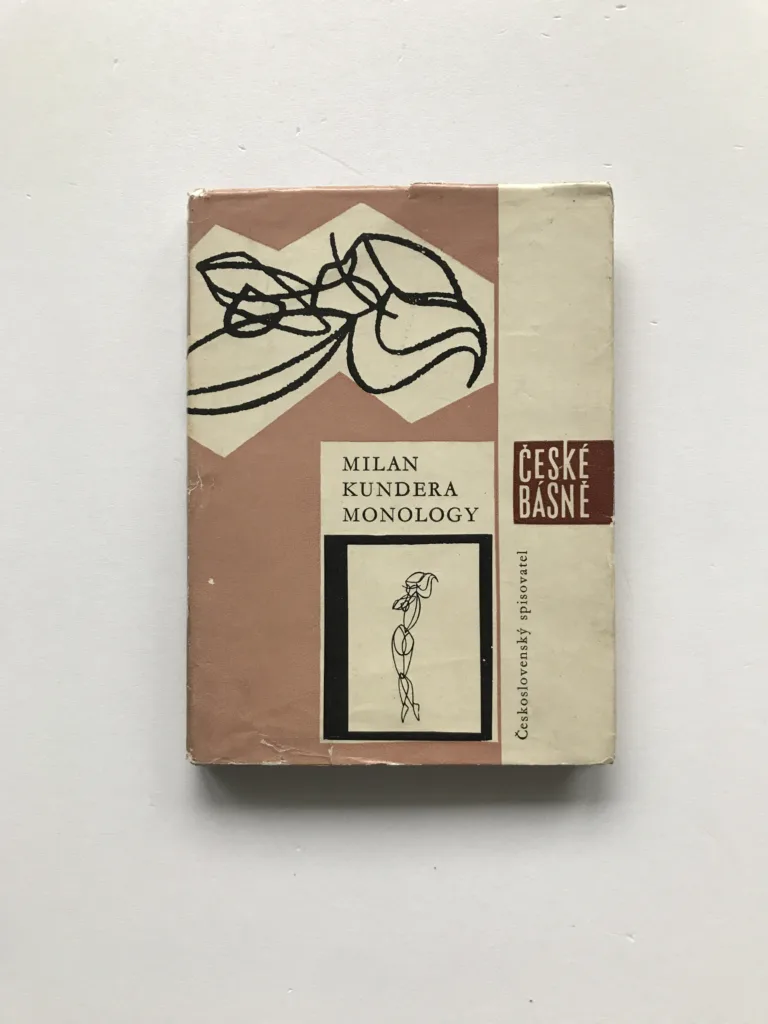 MILAN
KUNDERA
MONOLOGY
ČESKÉ
BÁSNĚ
Československý spisovatel